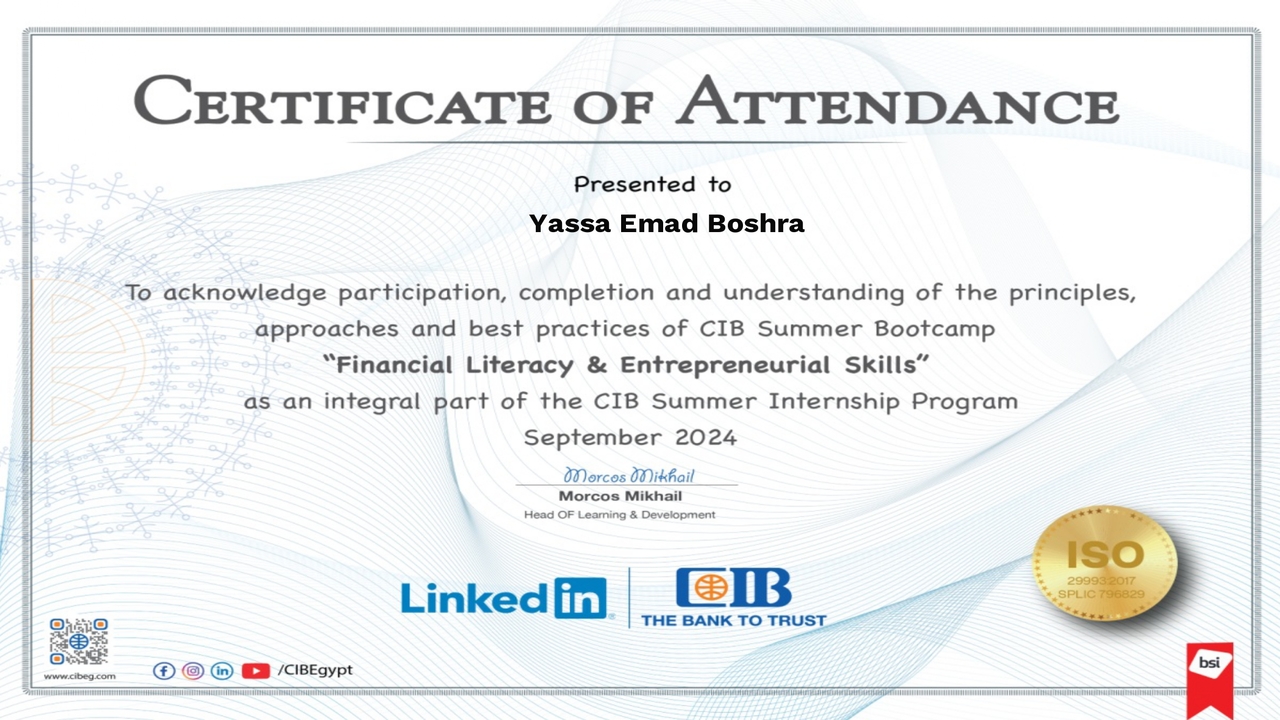 CERTIFICATE OF ATTENDANCE
Presented to
Yassa Emad Boshra
To acknowledge participation, completion and understanding of the principles,
approaches and best practices of CIB Summer Bootcamp
“Financial Literacy & Entrepreneurial Skills”
as an integral part of the CIB Summer Internship Program
September 2024
Morcos Mikhail
Morcos Mikhail
Head OF Learning & Development
ISO
29993:2017
SPLIC 796829
Linked in
CIB
THE BANK TO TRUST
bsi
www.cibeg.com
/CIBEgypt